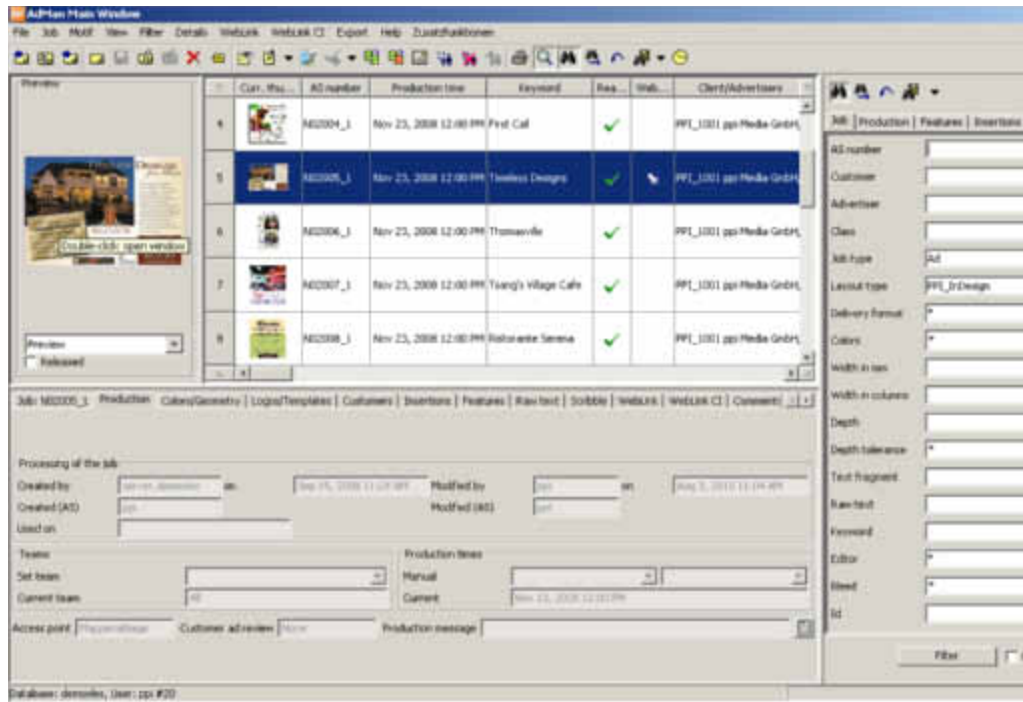 AdMan Main Window
File Job Motif View Filter Details WebLink WebLink CI Export Help Zusatzfunktionen
Preview
Curr. thu... AS number Production time Keyword Rea... Web... Client/Advertisers
4 N02004_1 Nov 23, 2008 12:00 PM First Call PPI_1001 ppi Media GmbH,
5 N02005_1 Nov 23, 2008 12:00 PM Timeless Designs PPI_1001 ppi Media GmbH,
6 N02006_1 Nov 23, 2008 12:00 PM Thomasville PPI_1001 ppi Media GmbH,
7 N02007_1 Nov 23, 2008 12:00 PM Tsang's Village Cafe PPI_1001 ppi Media GmbH,
8 N02008_1 Nov 23, 2008 12:00 PM Ristorante Serena PPI_1001 ppi Media GmbH,
Double-click: open window
Preview
Released
Job: N02005_1 Production Colors/Geometry Logos/Templates Customers Insertions Features Raw text Scribble WebLink WebLink CI Comment
Processing of the job
Created by on Modified by ppi on Aug 3, 2010 11:04 AM
Created (AS) ppi Modified (AS) ppi
Used on
Teams
Set team
Current team All
Production times
Manual
Current Nov 23, 2008 12:00 PM
Access point Customer ad review None Production message
Database: User: ppi #20
Job Production Features Insertions
AS number
Customer
Advertiser
Class
Job type Ad
Layout type PPI_InDesign
Delivery format *
Colors *
Width in mm
Width in columns
Depth
Depth tolerance *
Text fragment
Raw text
Keyword
Editor *
Bleed *
Id
Filter